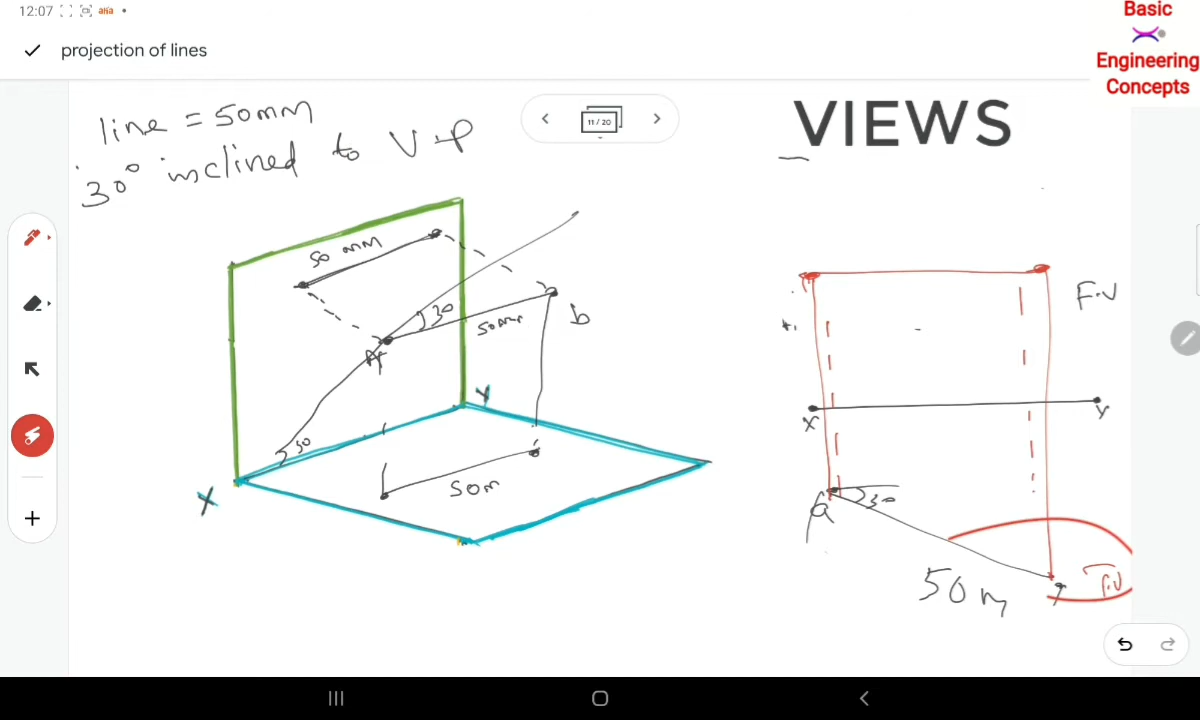 12:07
Basic
Engineering
Concepts
projection of lines
line = 50mm
30° inclined to V.P
11 / 20
VIEWS
50 mm
30
50mm
b
A
30
Y
X
50m
F.V
X
Y
a
30
50m
T.V